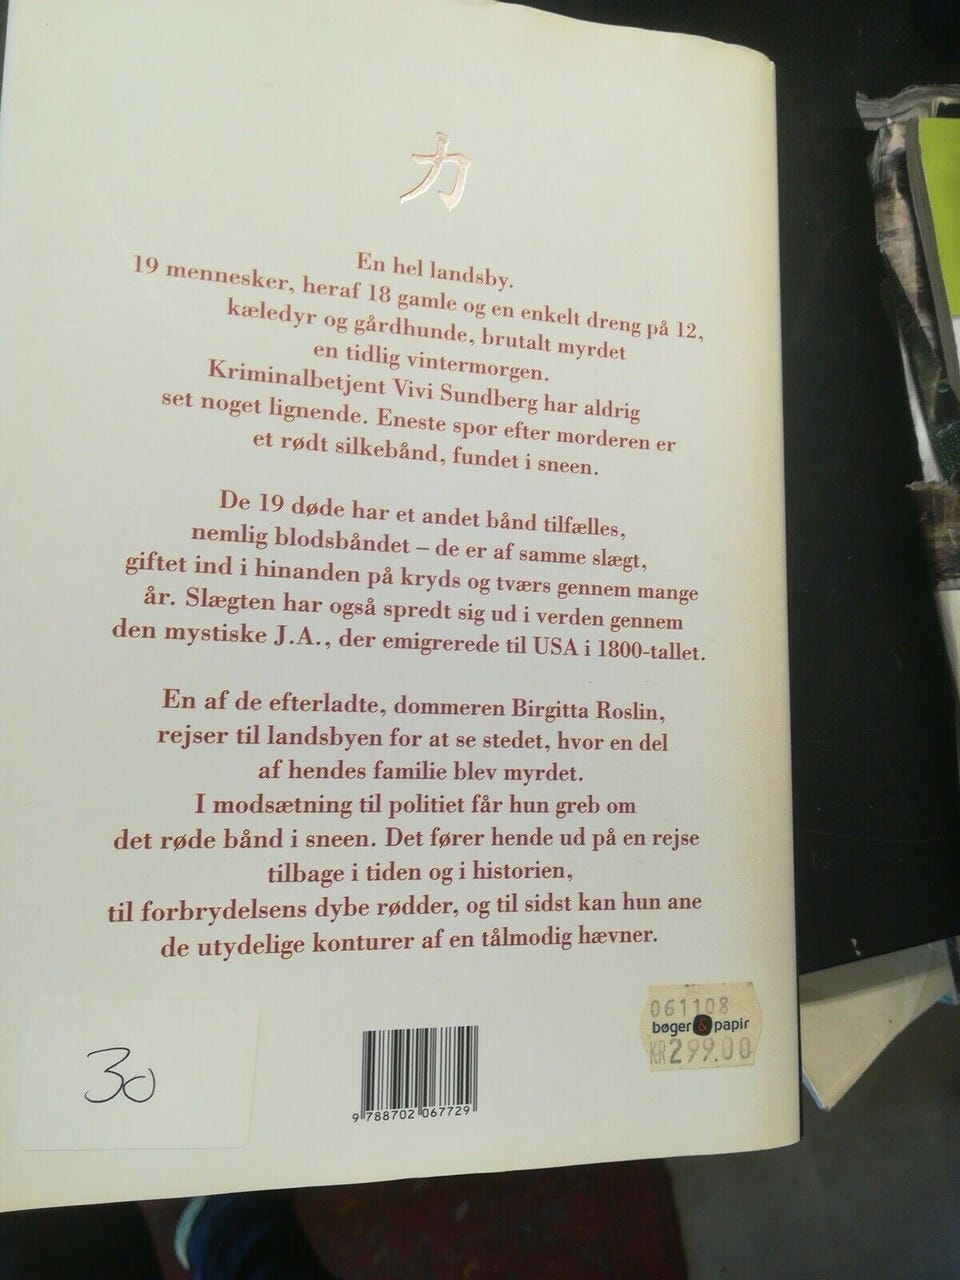 力
En hel landsby.
19 mennesker, heraf 18 gamle og en enkelt dreng på 12,
kæledyr og gårdhunde, brutalt myrdet
en tidlig vintermorgen.
Kriminalbetjent Vivi Sundberg har aldrig
set noget lignende. Eneste spor efter morderen er
et rødt silkebånd, fundet i sneen.
De 19 døde har et andet bånd tilfælles,
nemlig blodsbåndet – de er af samme slægt,
giftet ind i hinanden på kryds og tværs gennem mange
år. Slægten har også spredt sig ud i verden gennem
den mystiske J.A., der emigrerede til USA i 1800-tallet.
En af de efterladte, dommeren Birgitta Roslin,
rejser til landsbyen for at se stedet, hvor en del
af hendes familie blev myrdet.
I modsætning til politiet får hun greb om
det røde bånd i sneen. Det fører hende ud på en rejse
tilbage i tiden og i historien,
til forbrydelsens dybe rødder, og til sidst kan hun ane
de utydelige konturer af en tålmodig hævner.
061108
bøger & papir
KR299.00
30
9 788702 067729